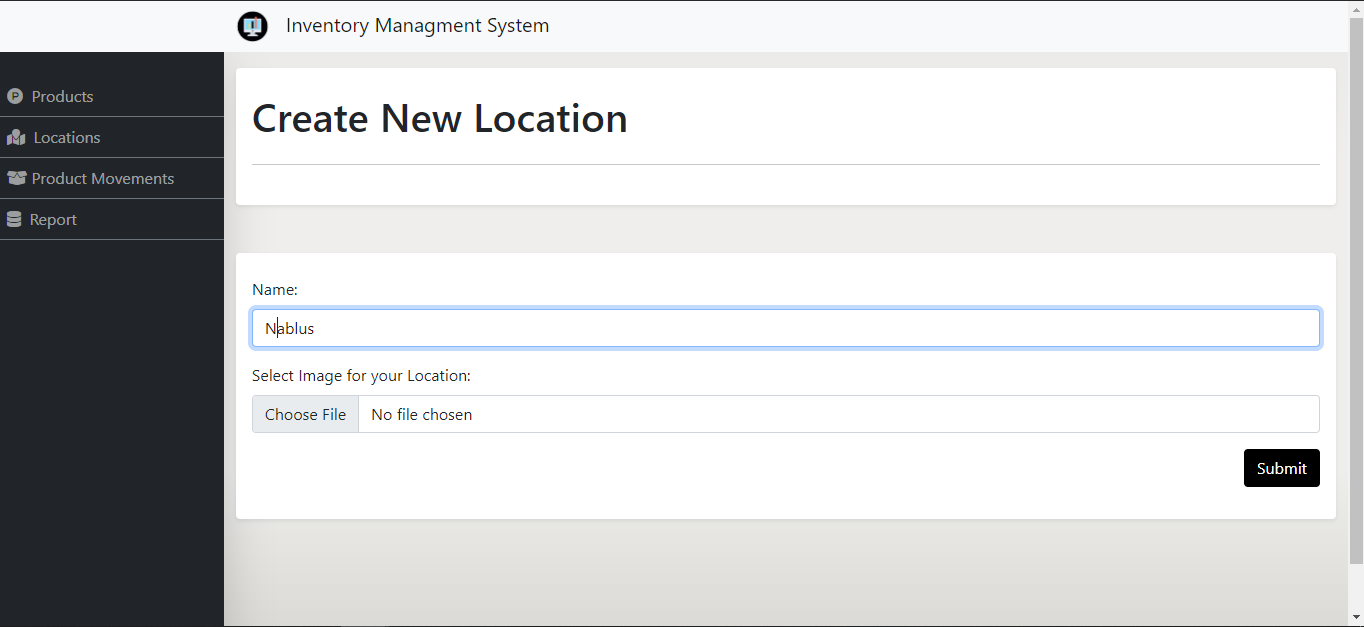 Inventory Managment System
Products
Locations
Product Movements
Report
Create New Location
Name:
Nablus
Select Image for your Location:
Choose File No file chosen
Submit